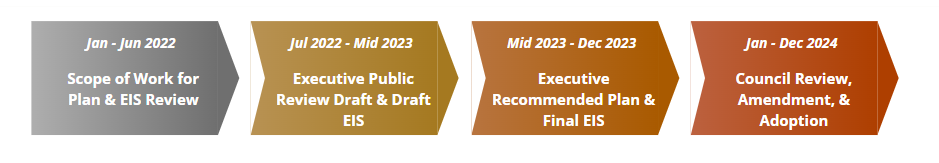 Jan - Jun 2022
Scope of Work for
Plan & EIS Review
Jul 2022 - Mid 2023
Executive Public
Review Draft & Draft
EIS
Mid 2023 - Dec 2023
Executive
Recommended Plan &
Final EIS
Jan - Dec 2024
Council Review,
Amendment, &
Adoption